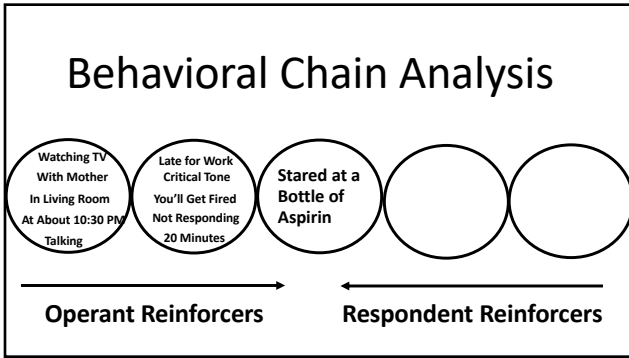 Behavioral Chain Analysis
Watching TV
With Mother
In Living Room
At About 10:30 PM
Talking
Late for Work
Critical Tone
You'll Get Fired
Not Responding
20 Minutes
Stared at a
Bottle of
Aspirin
Operant Reinforcers
Respondent Reinforcers